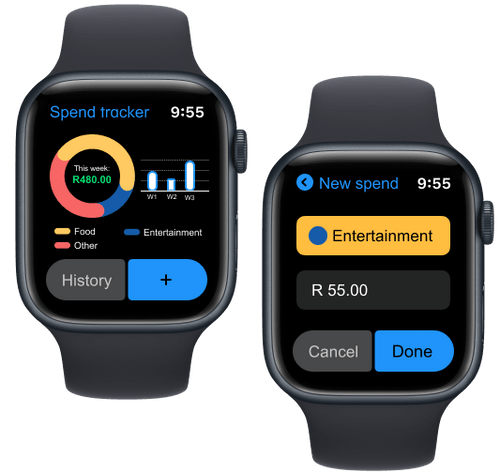 Spend tracker 9:55
This week:
R480.00
W1 W2 W3
Food Entertainment
Other
History +
New spend 9:55
Entertainment
R 55.00
Cancel Done